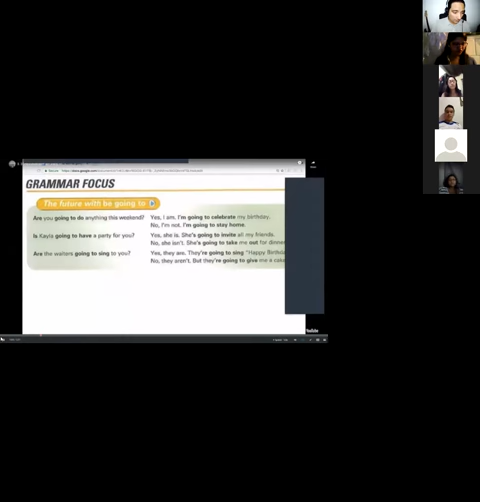 GRAMMAR FOCUS
The future with be going to
Are you going to do anything this weekend? Yes, I am. I'm going to celebrate my birthday.
No, I'm not. I'm going to stay home.
Is Kayla going to have a party for you? Yes, she is. She's going to invite all my friends.
No, she isn't. She's going to take me out for dinner
Are the waiters going to sing to you? Yes, they are. They're going to sing "Happy Birthda
No, they aren't. But they're going to give me a cake
YouTube